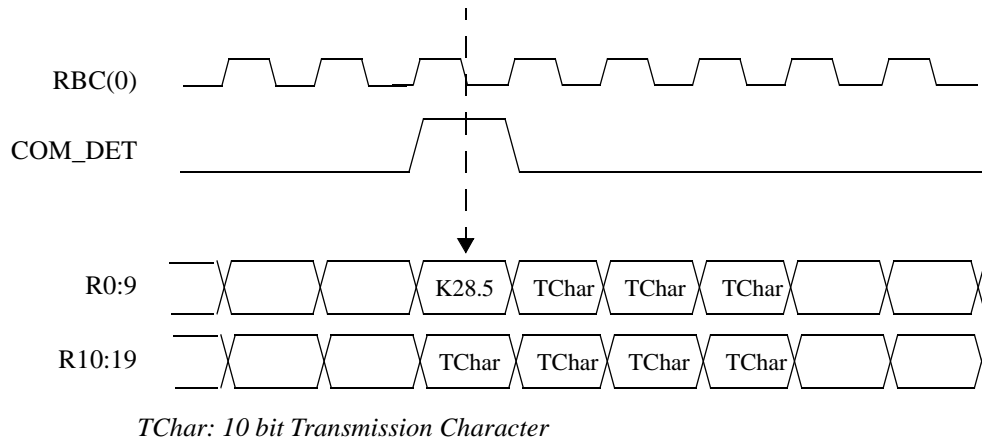 RBC(0)
COM_DET
R0:9
K28.5 TChar TChar TChar
R10:19
TChar TChar TChar TChar
TChar: 10 bit Transmission Character